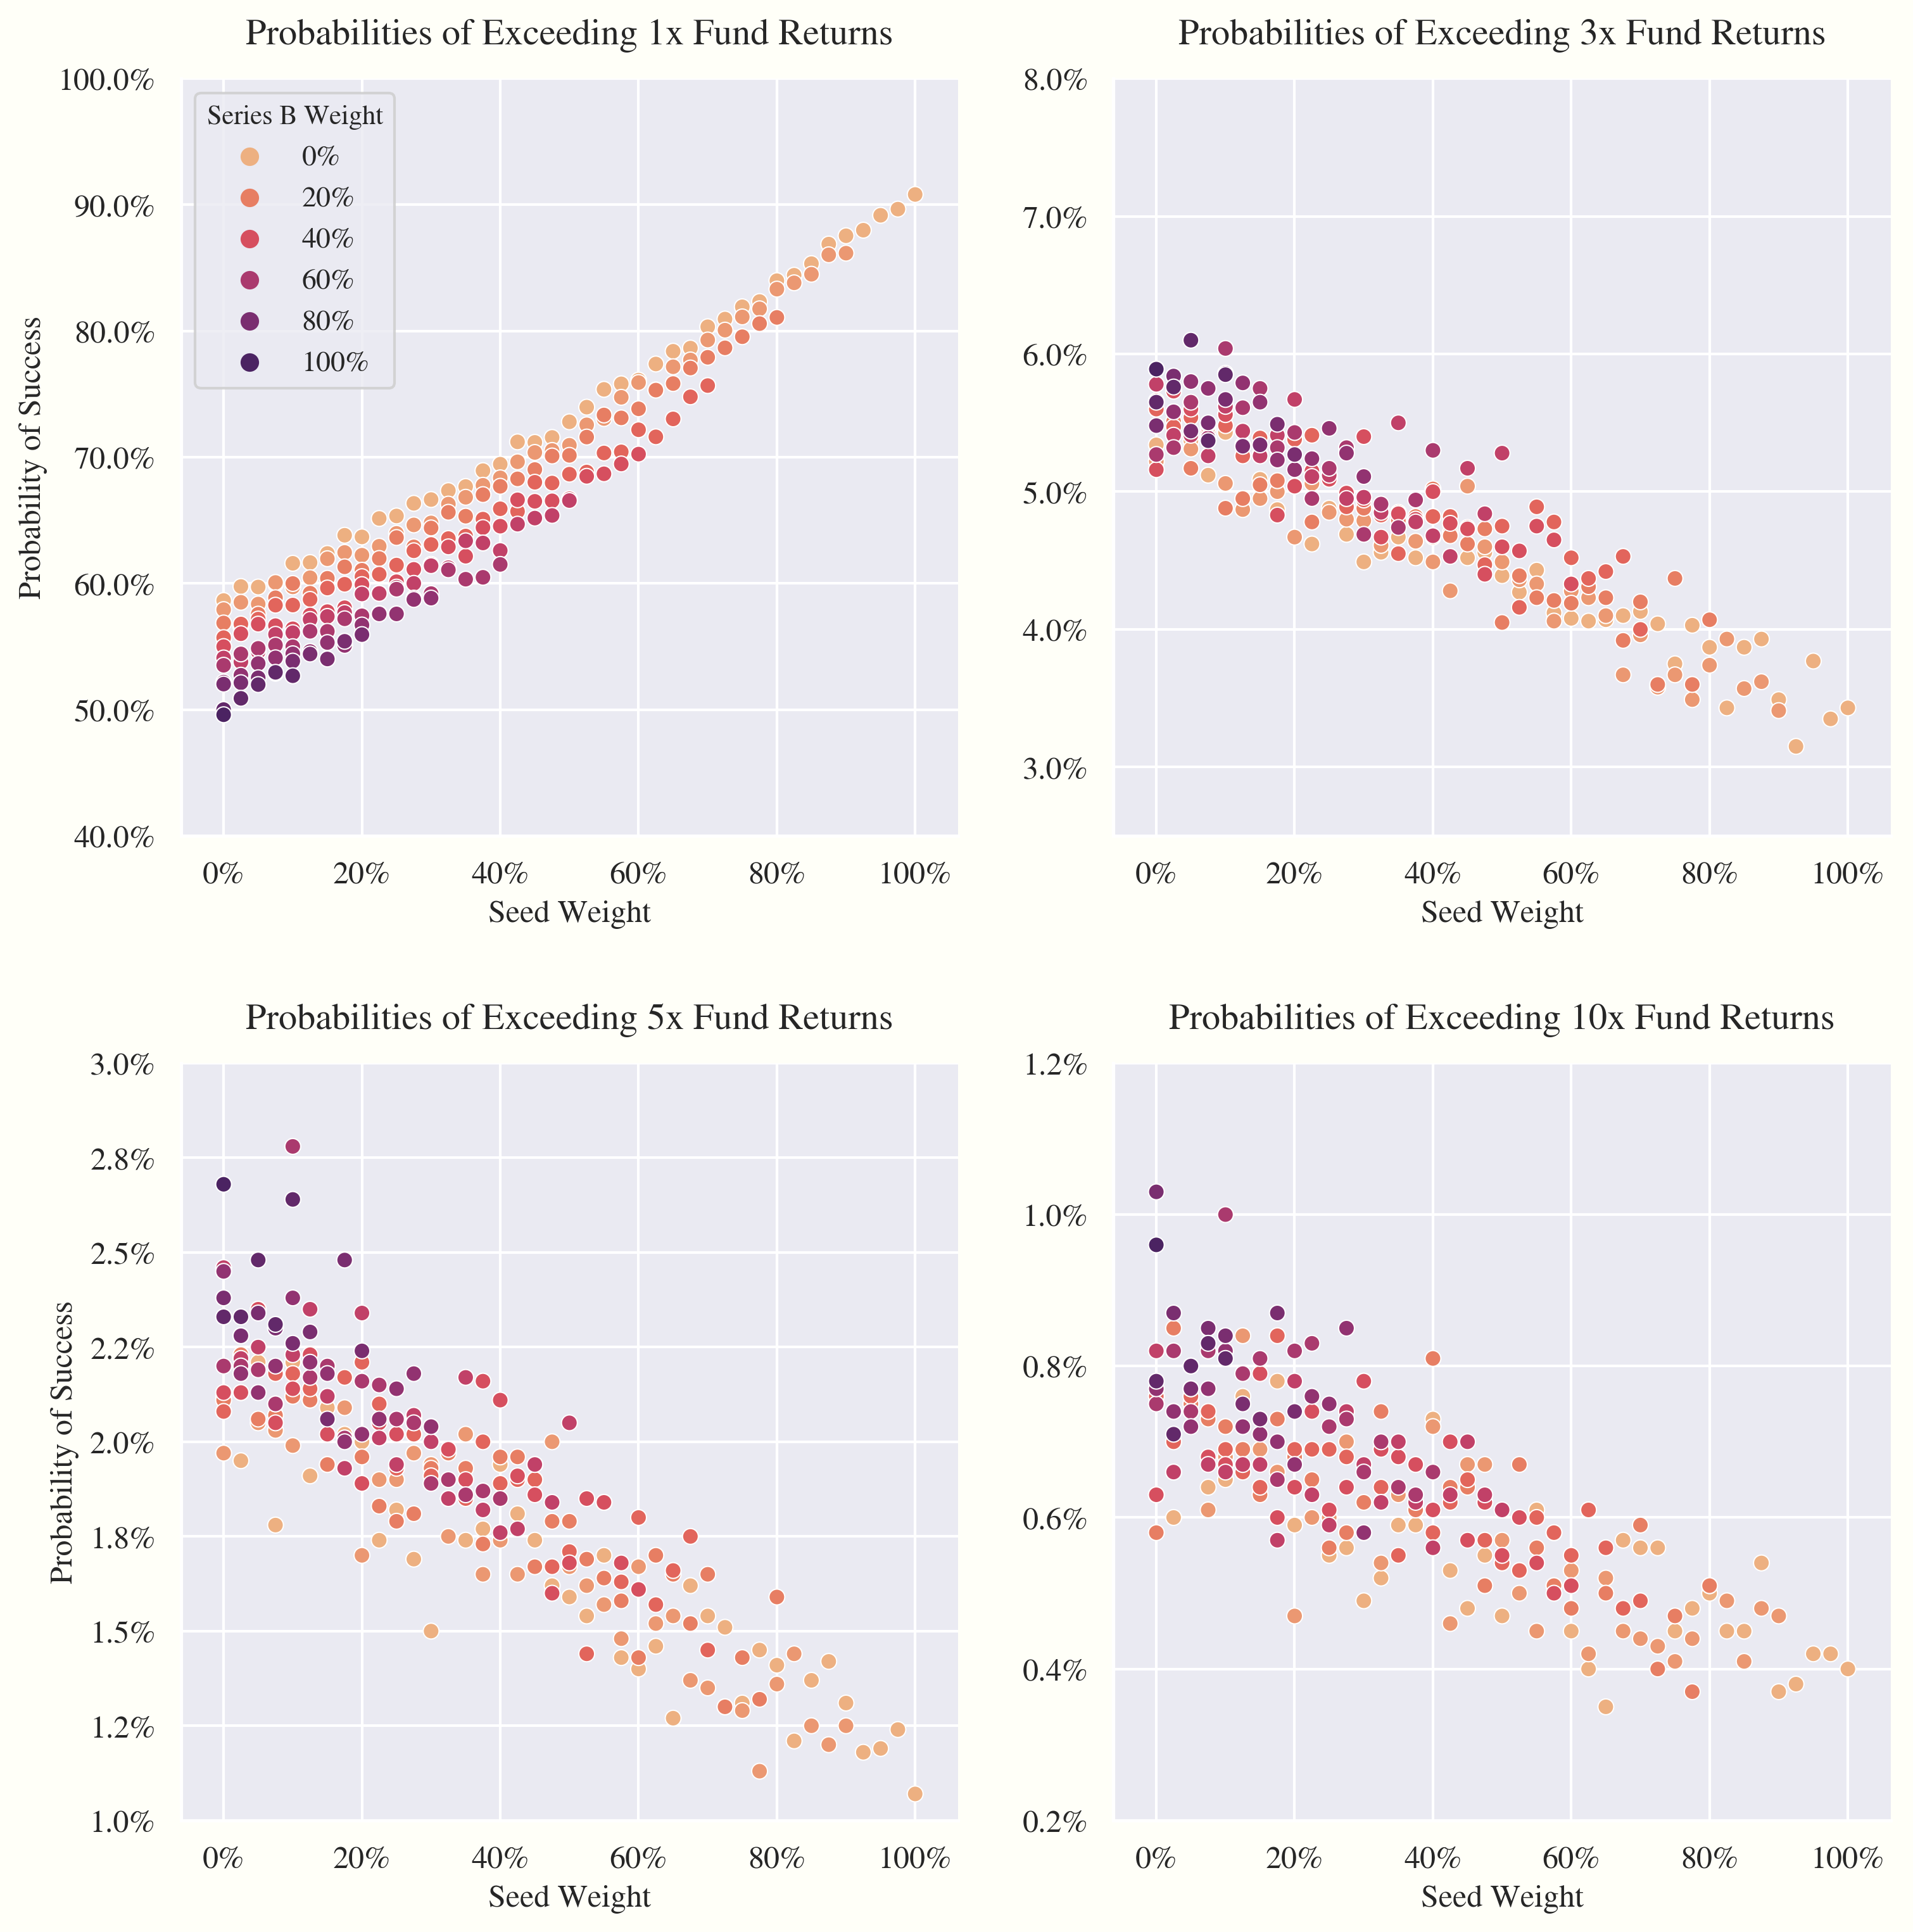 Probabilities of Exceeding 1x Fund Returns
100.0%
90.0%
80.0%
70.0%
60.0%
50.0%
40.0%
Probability of Success
Series B Weight
0%
20%
40%
60%
80%
100%
0% 20% 40% 60% 80% 100%
Seed Weight
Probabilities of Exceeding 3x Fund Returns
8.0%
7.0%
6.0%
5.0%
4.0%
3.0%
0% 20% 40% 60% 80% 100%
Seed Weight
Probabilities of Exceeding 5x Fund Returns
3.0%
2.8%
2.5%
2.2%
2.0%
1.8%
1.5%
1.2%
1.0%
Probability of Success
0% 20% 40% 60% 80% 100%
Seed Weight
Probabilities of Exceeding 10x Fund Returns
1.2%
1.0%
0.8%
0.6%
0.4%
0.2%
0% 20% 40% 60% 80% 100%
Seed Weight